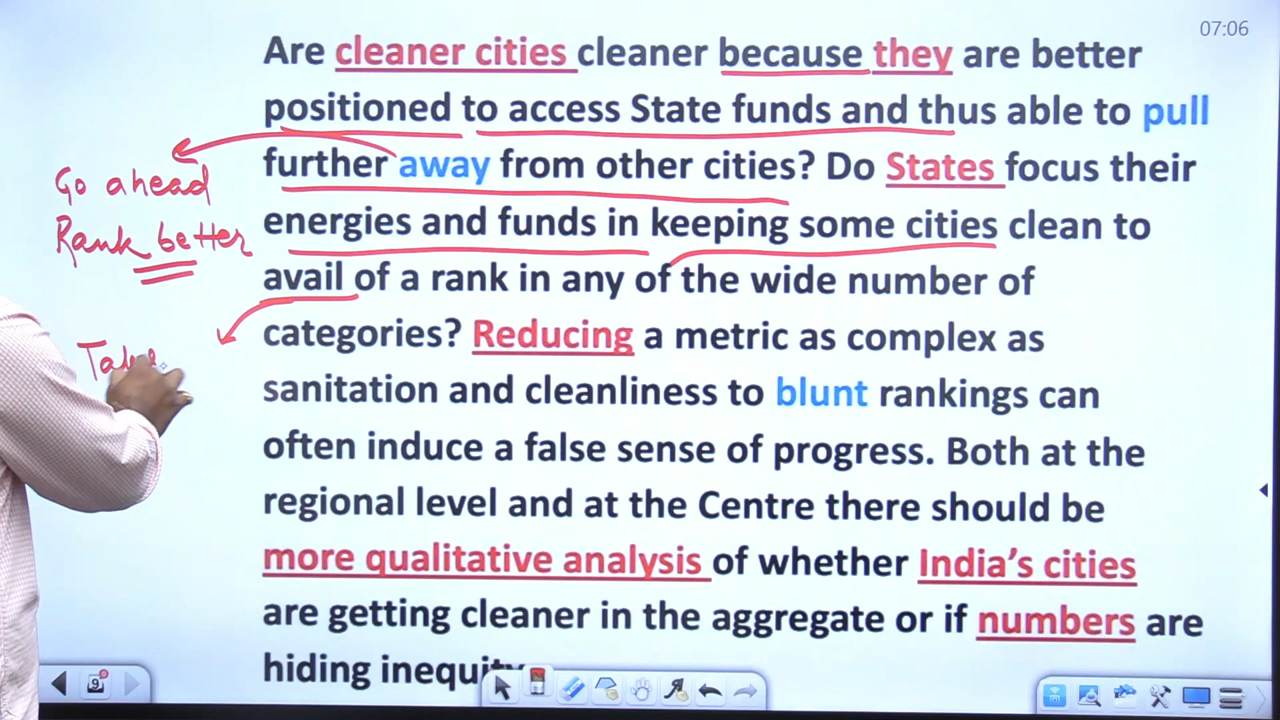 07:06
Are cleaner cities cleaner because they are better
positioned to access State funds and thus able to pull
further away from other cities? Do States focus their
energies and funds in keeping some cities clean to
avail of a rank in any of the wide number of
categories? Reducing a metric as complex as
sanitation and cleanliness to blunt rankings can
often induce a false sense of progress. Both at the
regional level and at the Centre there should be
more qualitative analysis of whether India's cities
are getting cleaner in the aggregate or if numbers are
hiding inequity
Go ahead
Rank better
9